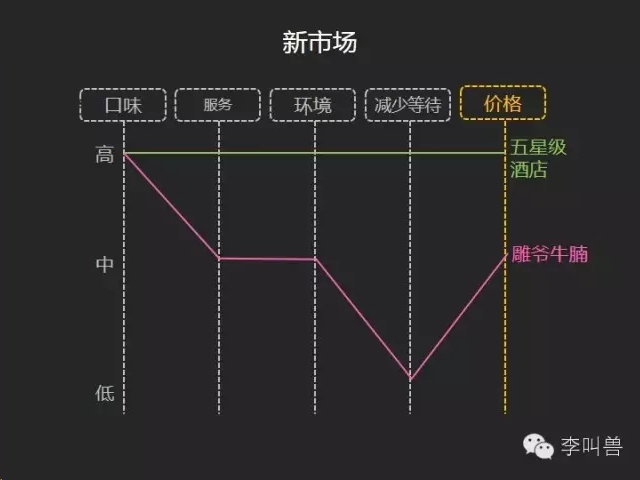 新市场
口味
服务
环境
减少等待
价格
高
五星级
酒店
中
雕爷牛腩
低
李叫兽